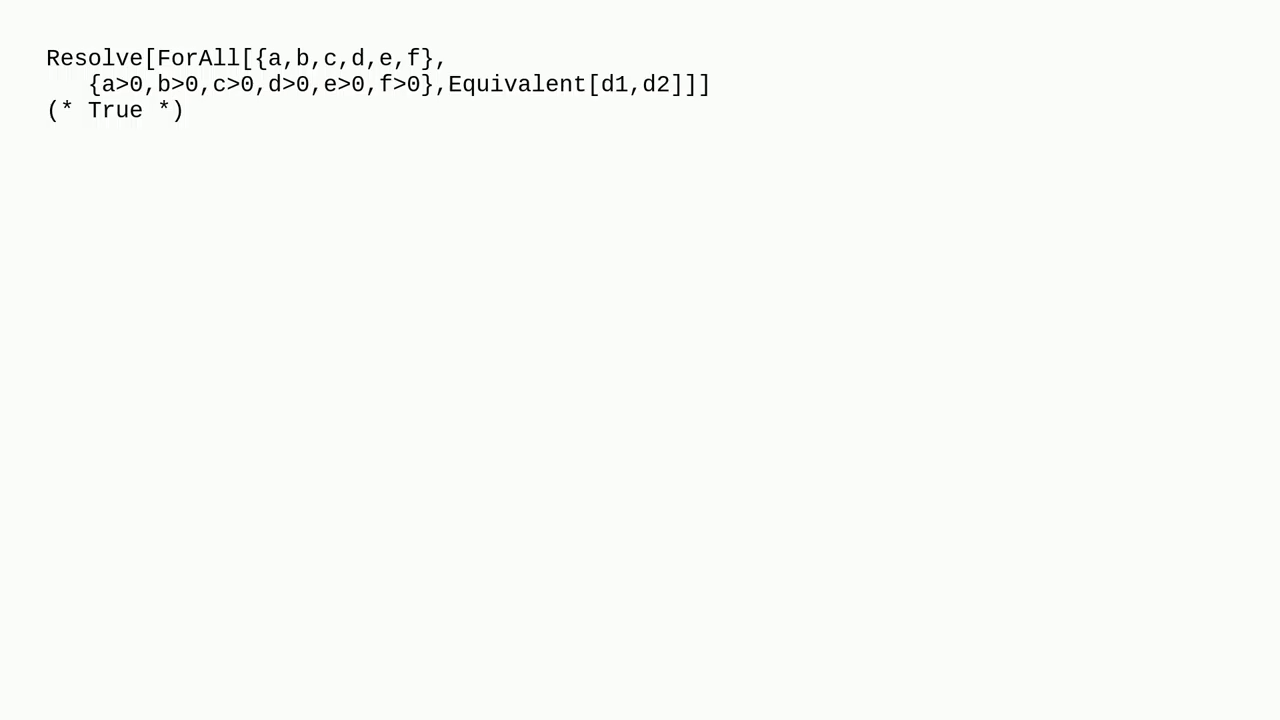 Resolve[ForAll[{a,b,c,d,e,f},
   {a>0,b>0,c>0,d>0,e>0,f>0},Equivalent[d1,d2]]]
(* True *)